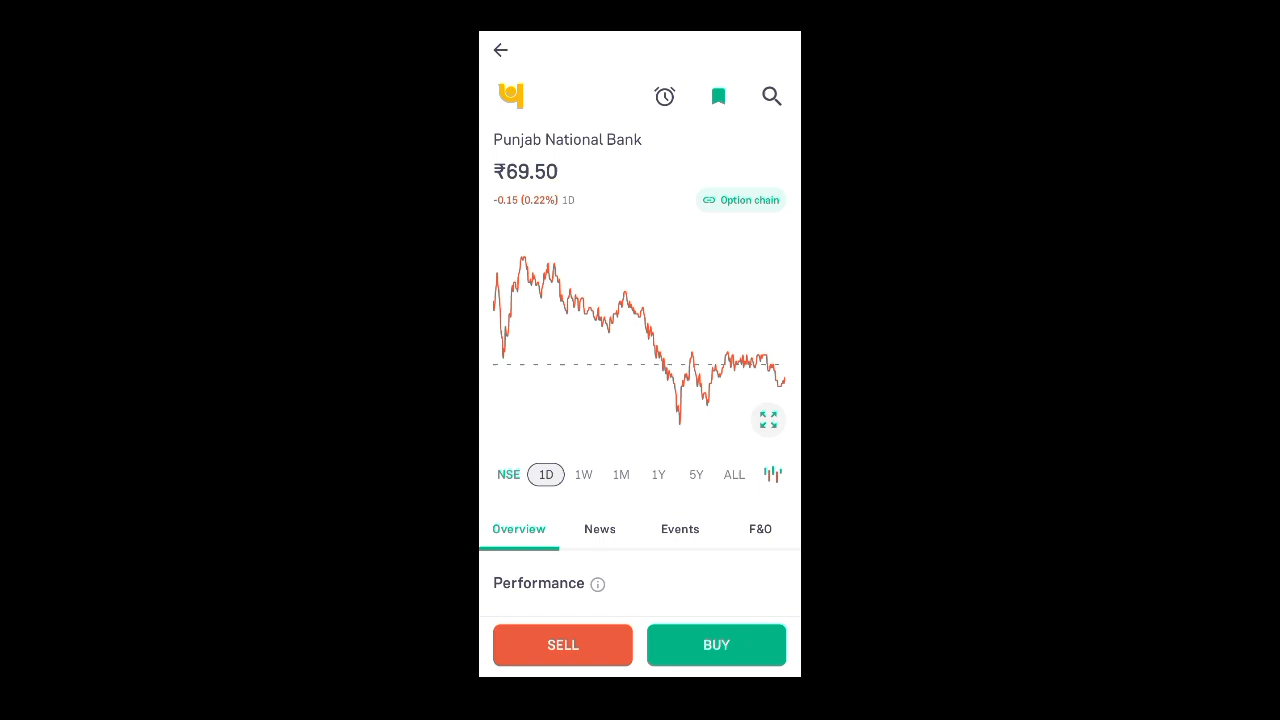 Punjab National Bank
₹69.50
-0.15 (0.22%) 1D
Option chain
NSE 1D 1W 1M 1Y 5Y ALL
Overview News Events F&O
Performance
SELL BUY